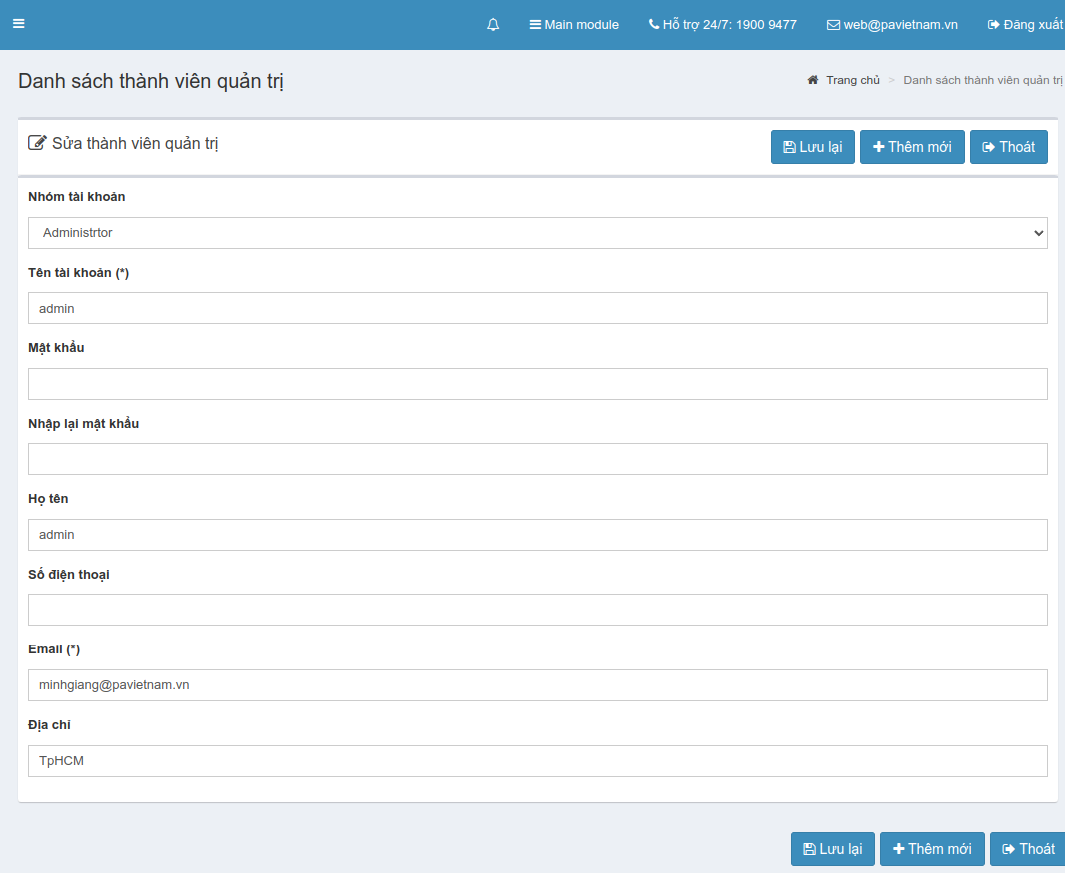 Main module Hỗ trợ 24/7: 1900 9477 web@pavietnam.vn Đăng xuất
Danh sách thành viên quản trị
Trang chủ > Danh sách thành viên quản trị
Sửa thành viên quản trị
Lưu lại Thêm mới Thoát
Nhóm tài khoản
Administrtor
Tên tài khoản (*)
admin
Mật khẩu
Nhập lại mật khẩu
Họ tên
admin
Số điện thoại
Email (*)
minhgiang@pavietnam.vn
Địa chỉ
TpHCM
Lưu lại Thêm mới Thoát